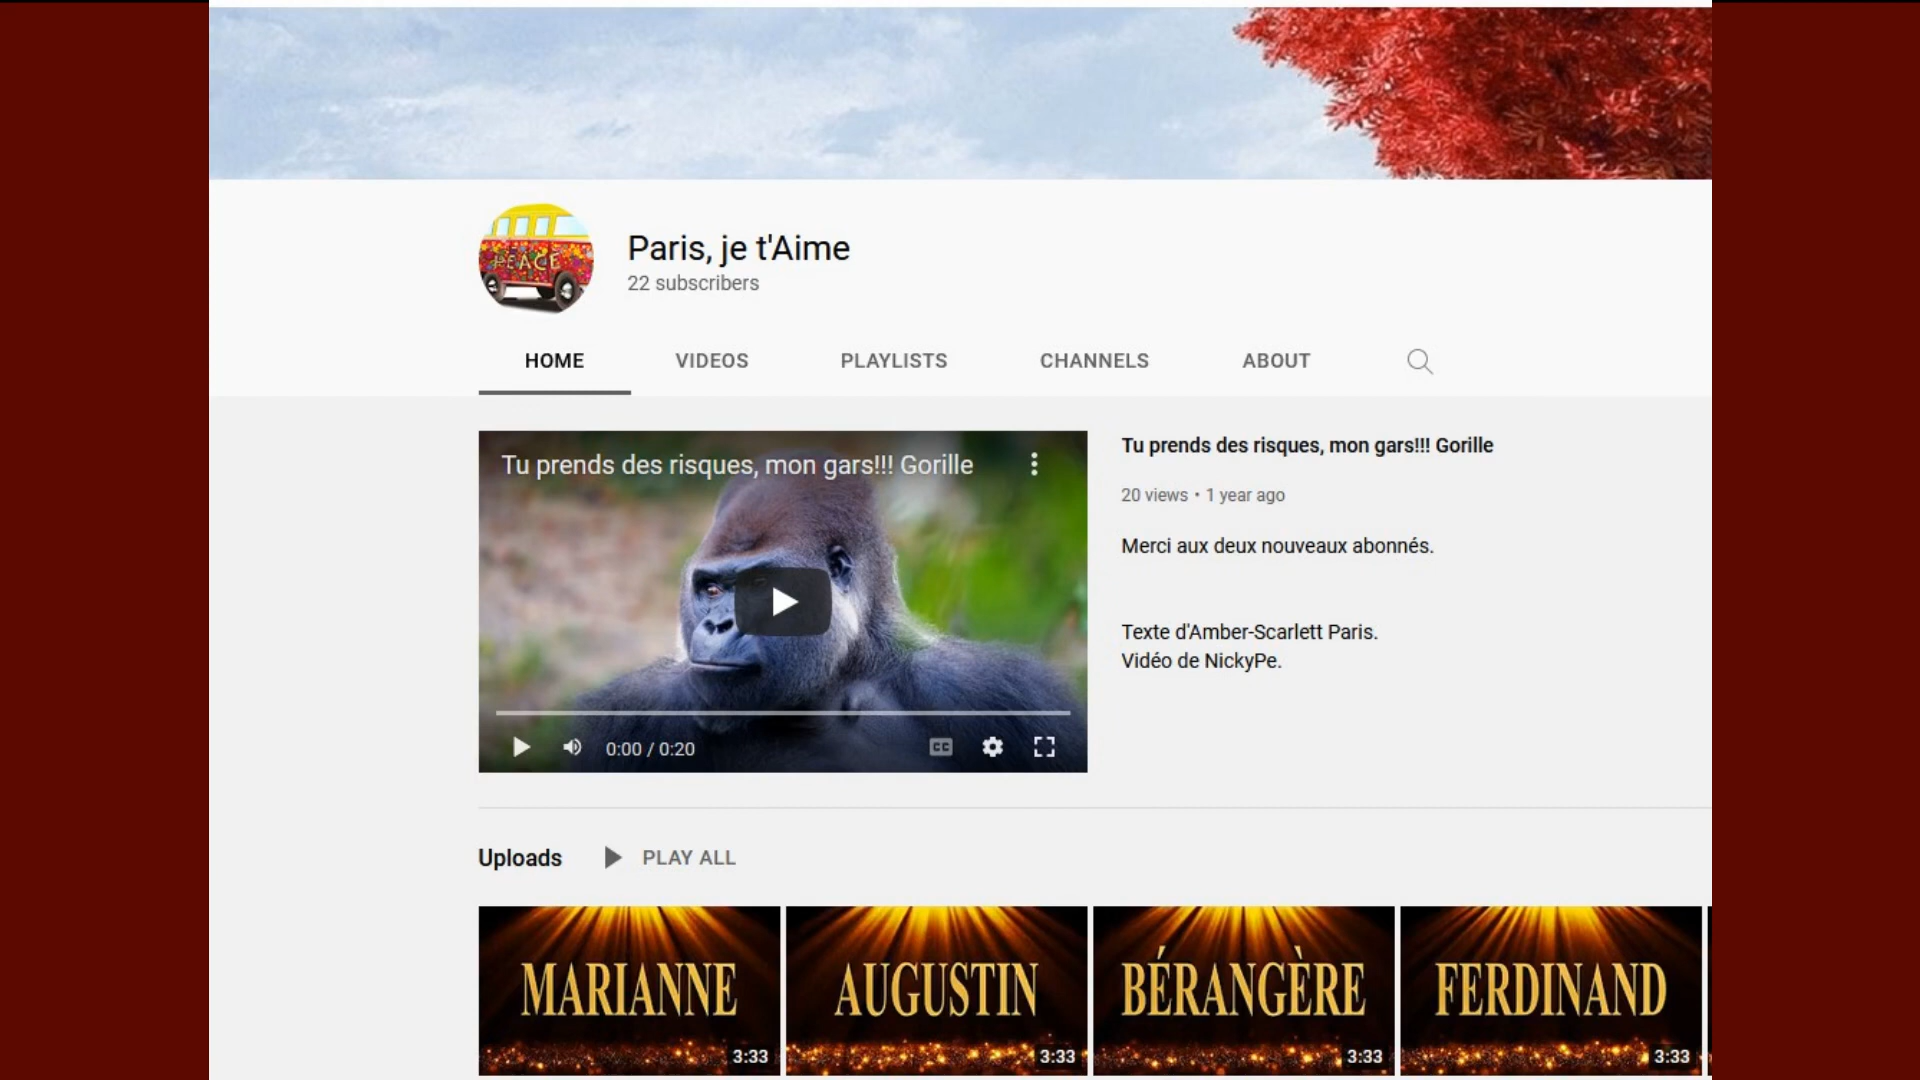 PEACE
Paris, je t'Aime
22 subscribers
HOME VIDEOS PLAYLISTS CHANNELS ABOUT
Tu prends des risques, mon gars!!! Gorille
0:00 / 0:20
CC
Tu prends des risques, mon gars!!! Gorille
20 views • 1 year ago
Merci aux deux nouveaux abonnés.
Texte d'Amber-Scarlett Paris.
Vidéo de NickyPe.
Uploads PLAY ALL
MARIANNE
3:33
AUGUSTIN
3:33
BÉRANGÈRE
3:33
FERDINAND
3:33